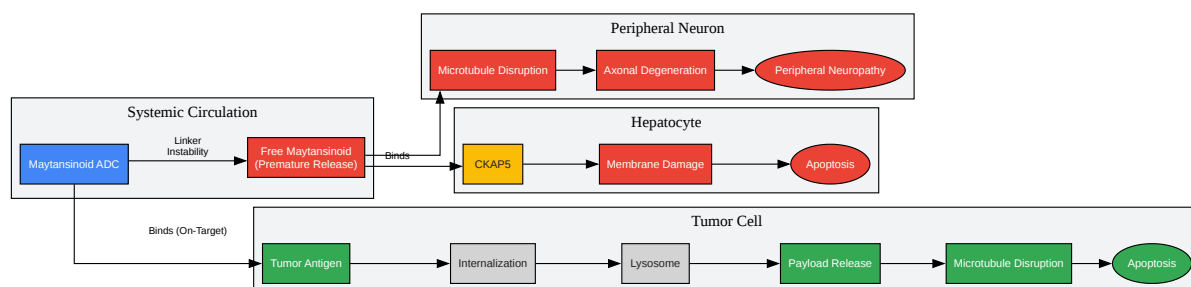 Peripheral Neuron
Microtubule Disruption
Axonal Degeneration
Peripheral Neuropathy
Systemic Circulation
Maytansinoid ADC
Linker
Instability
Free Maytansinoid
(Premature Release)
Binds
Hepatocyte
CKAP5
Membrane Damage
Apoptosis
Binds (On-Target)
Tumor Cell
Tumor Antigen
Internalization
Lysosome
Payload Release
Microtubule Disruption
Apoptosis